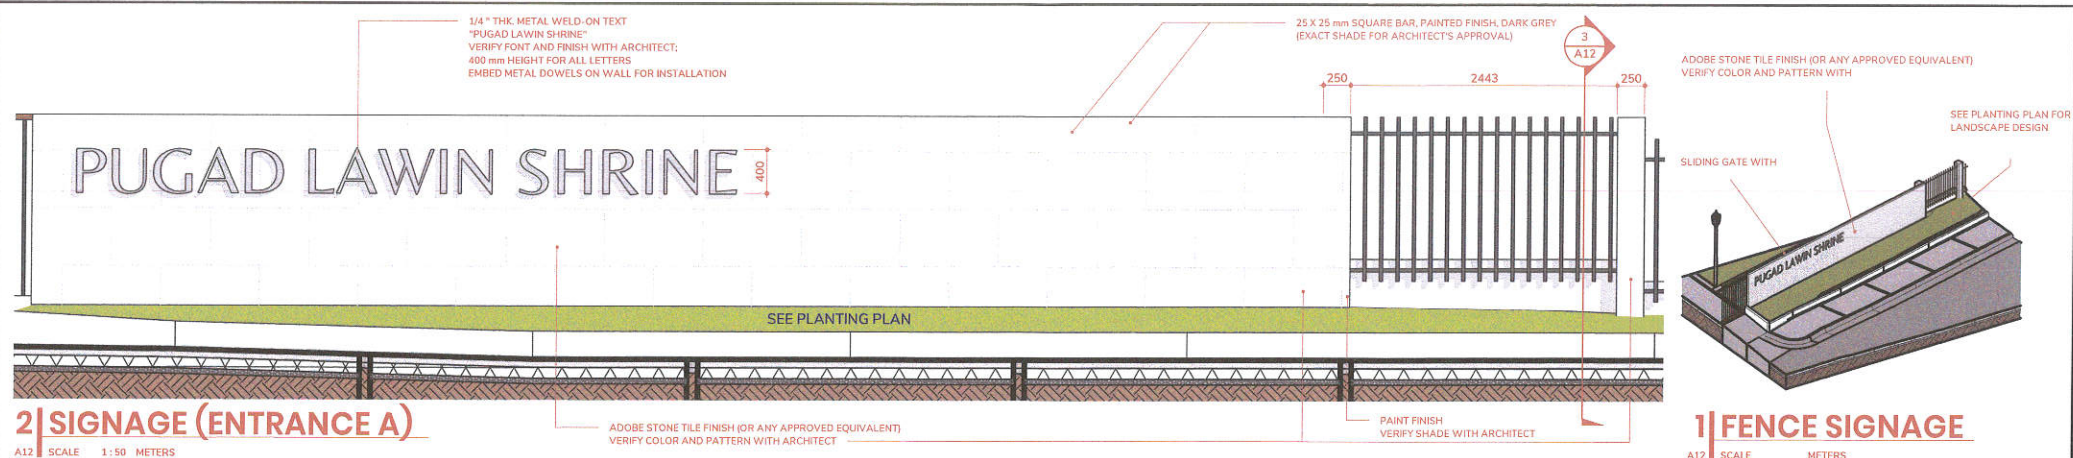 1/4 " THK. METAL WELD-ON TEXT
"PUGAD LAWIN SHRINE"
VERIFY FONT AND FINISH WITH ARCHITECT;
400 mm HEIGHT FOR ALL LETTERS
EMBED METAL DOWELS ON WALL FOR INSTALLATION
25 X 25 mm SQUARE BAR, PAINTED FINISH, DARK GREY
(EXACT SHADE FOR ARCHITECT'S APPROVAL)
3
A12
250
2443
250
PUGAD LAWIN SHRINE
400
SEE PLANTING PLAN
ADOBE STONE TILE FINISH (OR ANY APPROVED EQUIVALENT)
VERIFY COLOR AND PATTERN WITH ARCHITECT
PAINT FINISH
VERIFY SHADE WITH ARCHITECT
2 SIGNAGE (ENTRANCE A)
A12 SCALE 1 : 50 METERS
ADOBE STONE TILE FINISH (OR ANY APPROVED EQUIVALENT)
VERIFY COLOR AND PATTERN WITH
SEE PLANTING PLAN FOR
LANDSCAPE DESIGN
SLIDING GATE WITH
PUGAD LAWIN SHRINE
1 FENCE SIGNAGE
A12 SCALE METERS